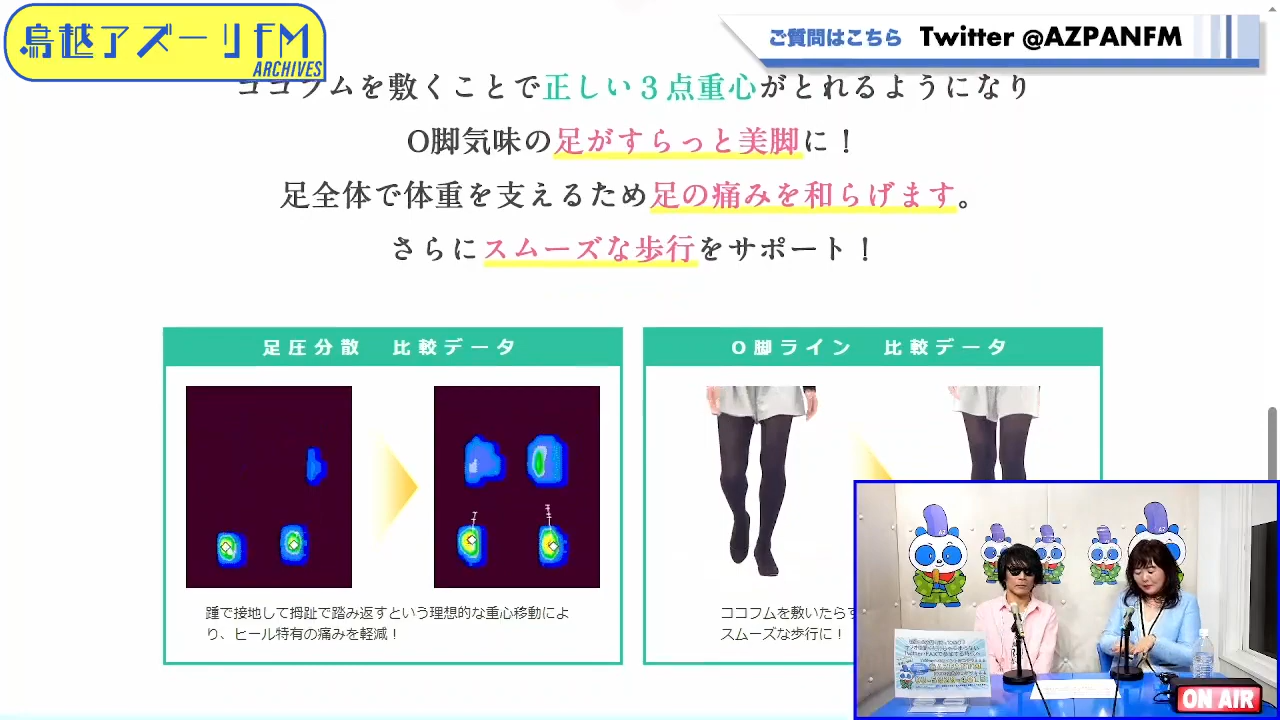 鳥越アズーリFM
ARCHIVES
ご質問はこちら Twitter @AZPANFM
ココフムを敷くことで正しい３点重心がとれるようになり
O脚気味の足がすらっと美脚に！
足全体で体重を支えるため足の痛みを和らげます。
さらにスムーズな歩行をサポート！
足圧分散 比較データ
O脚ライン 比較データ
踵で接地して拇趾で踏み返すという理想的な重心移動によ
り、ヒール特有の痛みを軽減！
ココフムを敷いたらす
スムーズな歩行に！
ON AIR